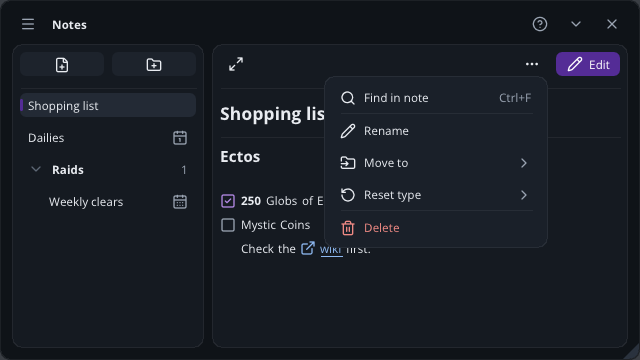 Notes
Edit
Shopping list
Dailies
Raids 1
Weekly clears
Shopping lis
Ectos
250 Globs of E
Mystic Coins
Check the wiki first.
Find in note Ctrl+F
Rename
Move to
Reset type
Delete